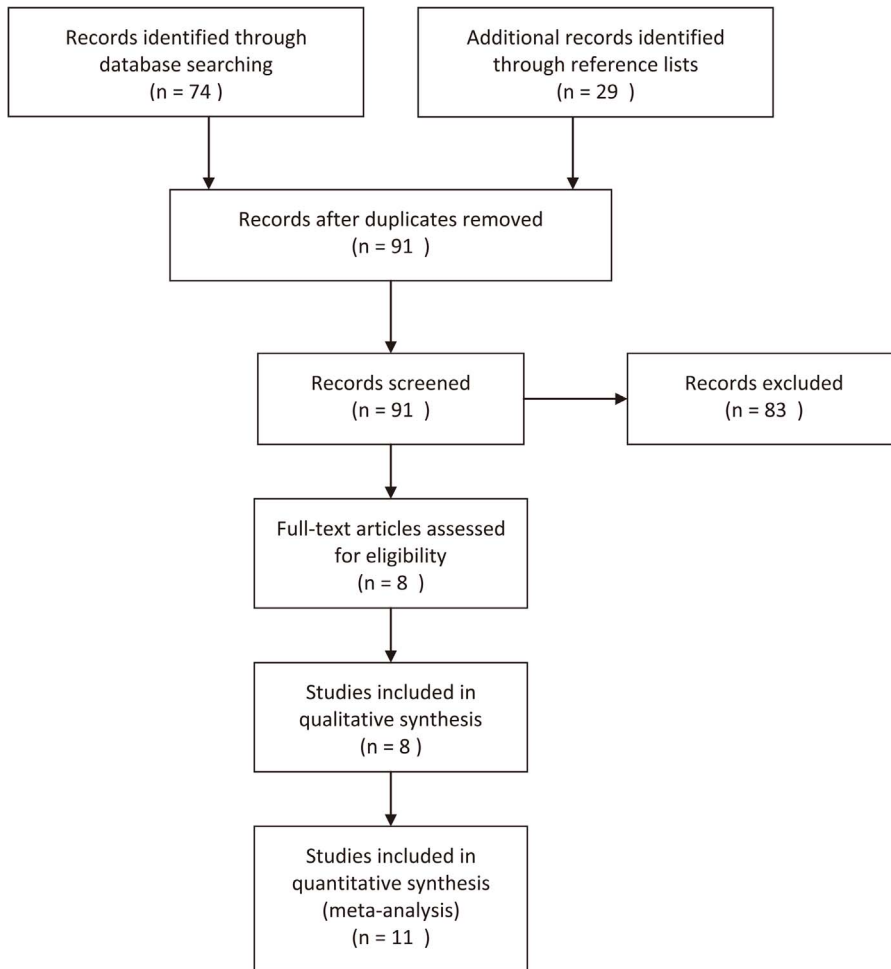 Records identified through
database searching
(n = 74 )
Additional records identified
through reference lists
(n = 29 )
Records after duplicates removed
(n = 91 )
Records screened
(n = 91 )
Records excluded
(n = 83 )
Full-text articles assessed
for eligibility
(n = 8 )
Studies included in
qualitative synthesis
(n = 8 )
Studies included in
quantitative synthesis
(meta-analysis)
(n = 11 )